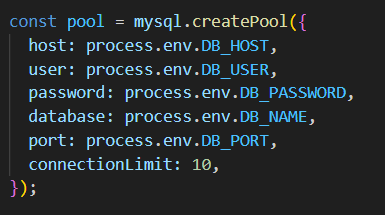 const pool = mysql.createPool({
  host: process.env.DB_HOST,
  user: process.env.DB_USER,
  password: process.env.DB_PASSWORD,
  database: process.env.DB_NAME,
  port: process.env.DB_PORT,
  connectionLimit: 10,
});